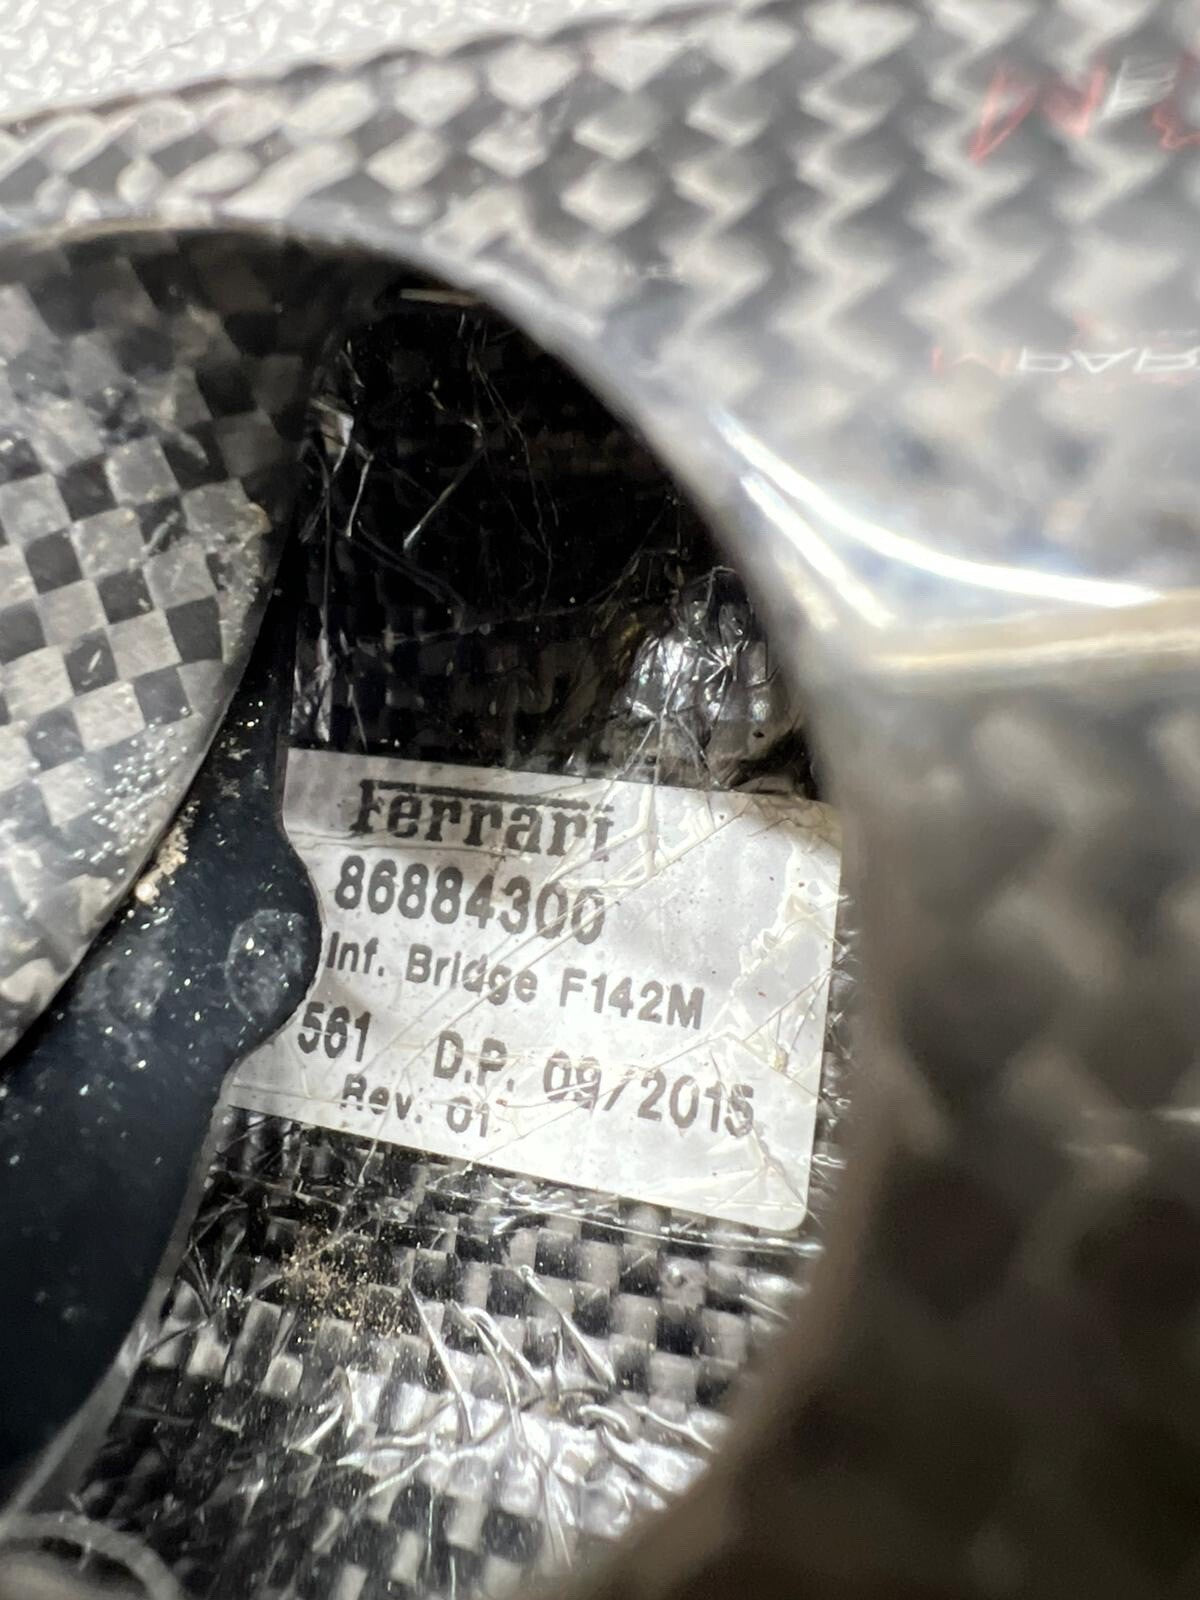 Ferrari
86884300
Inf. Bridge F142M
561 D.P. 09/2015
Rev. 01